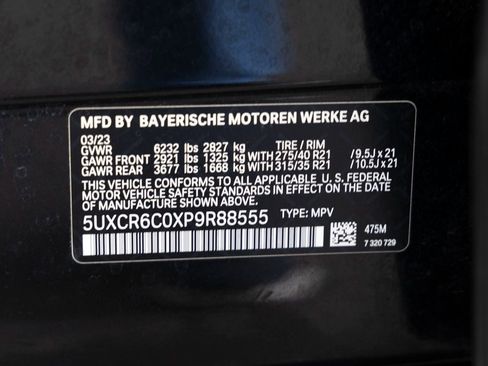 MFD BY BAYERISCHE MOTOREN WERKE AG
03/23
GVWR 6232 lbs 2827 kg TIRE / RIM
GAWR FRONT 2921 lbs 1325 kg WITH 275/40 R21 /9.5J x 21
GAWR REAR 3677 lbs 1668 kg WITH 315/35 R21 /10.5J x 21
THIS VEHICLE CONFORMS TO ALL APPLICABLE U.S. FEDERAL
MOTOR VEHICLE SAFETY STANDARDS IN EFFECT ON THE
DATE OF MANUFACTURE SHOWN ABOVE.
5UXCR6C0XP9R88555 TYPE: MPV
475M
7 320 729